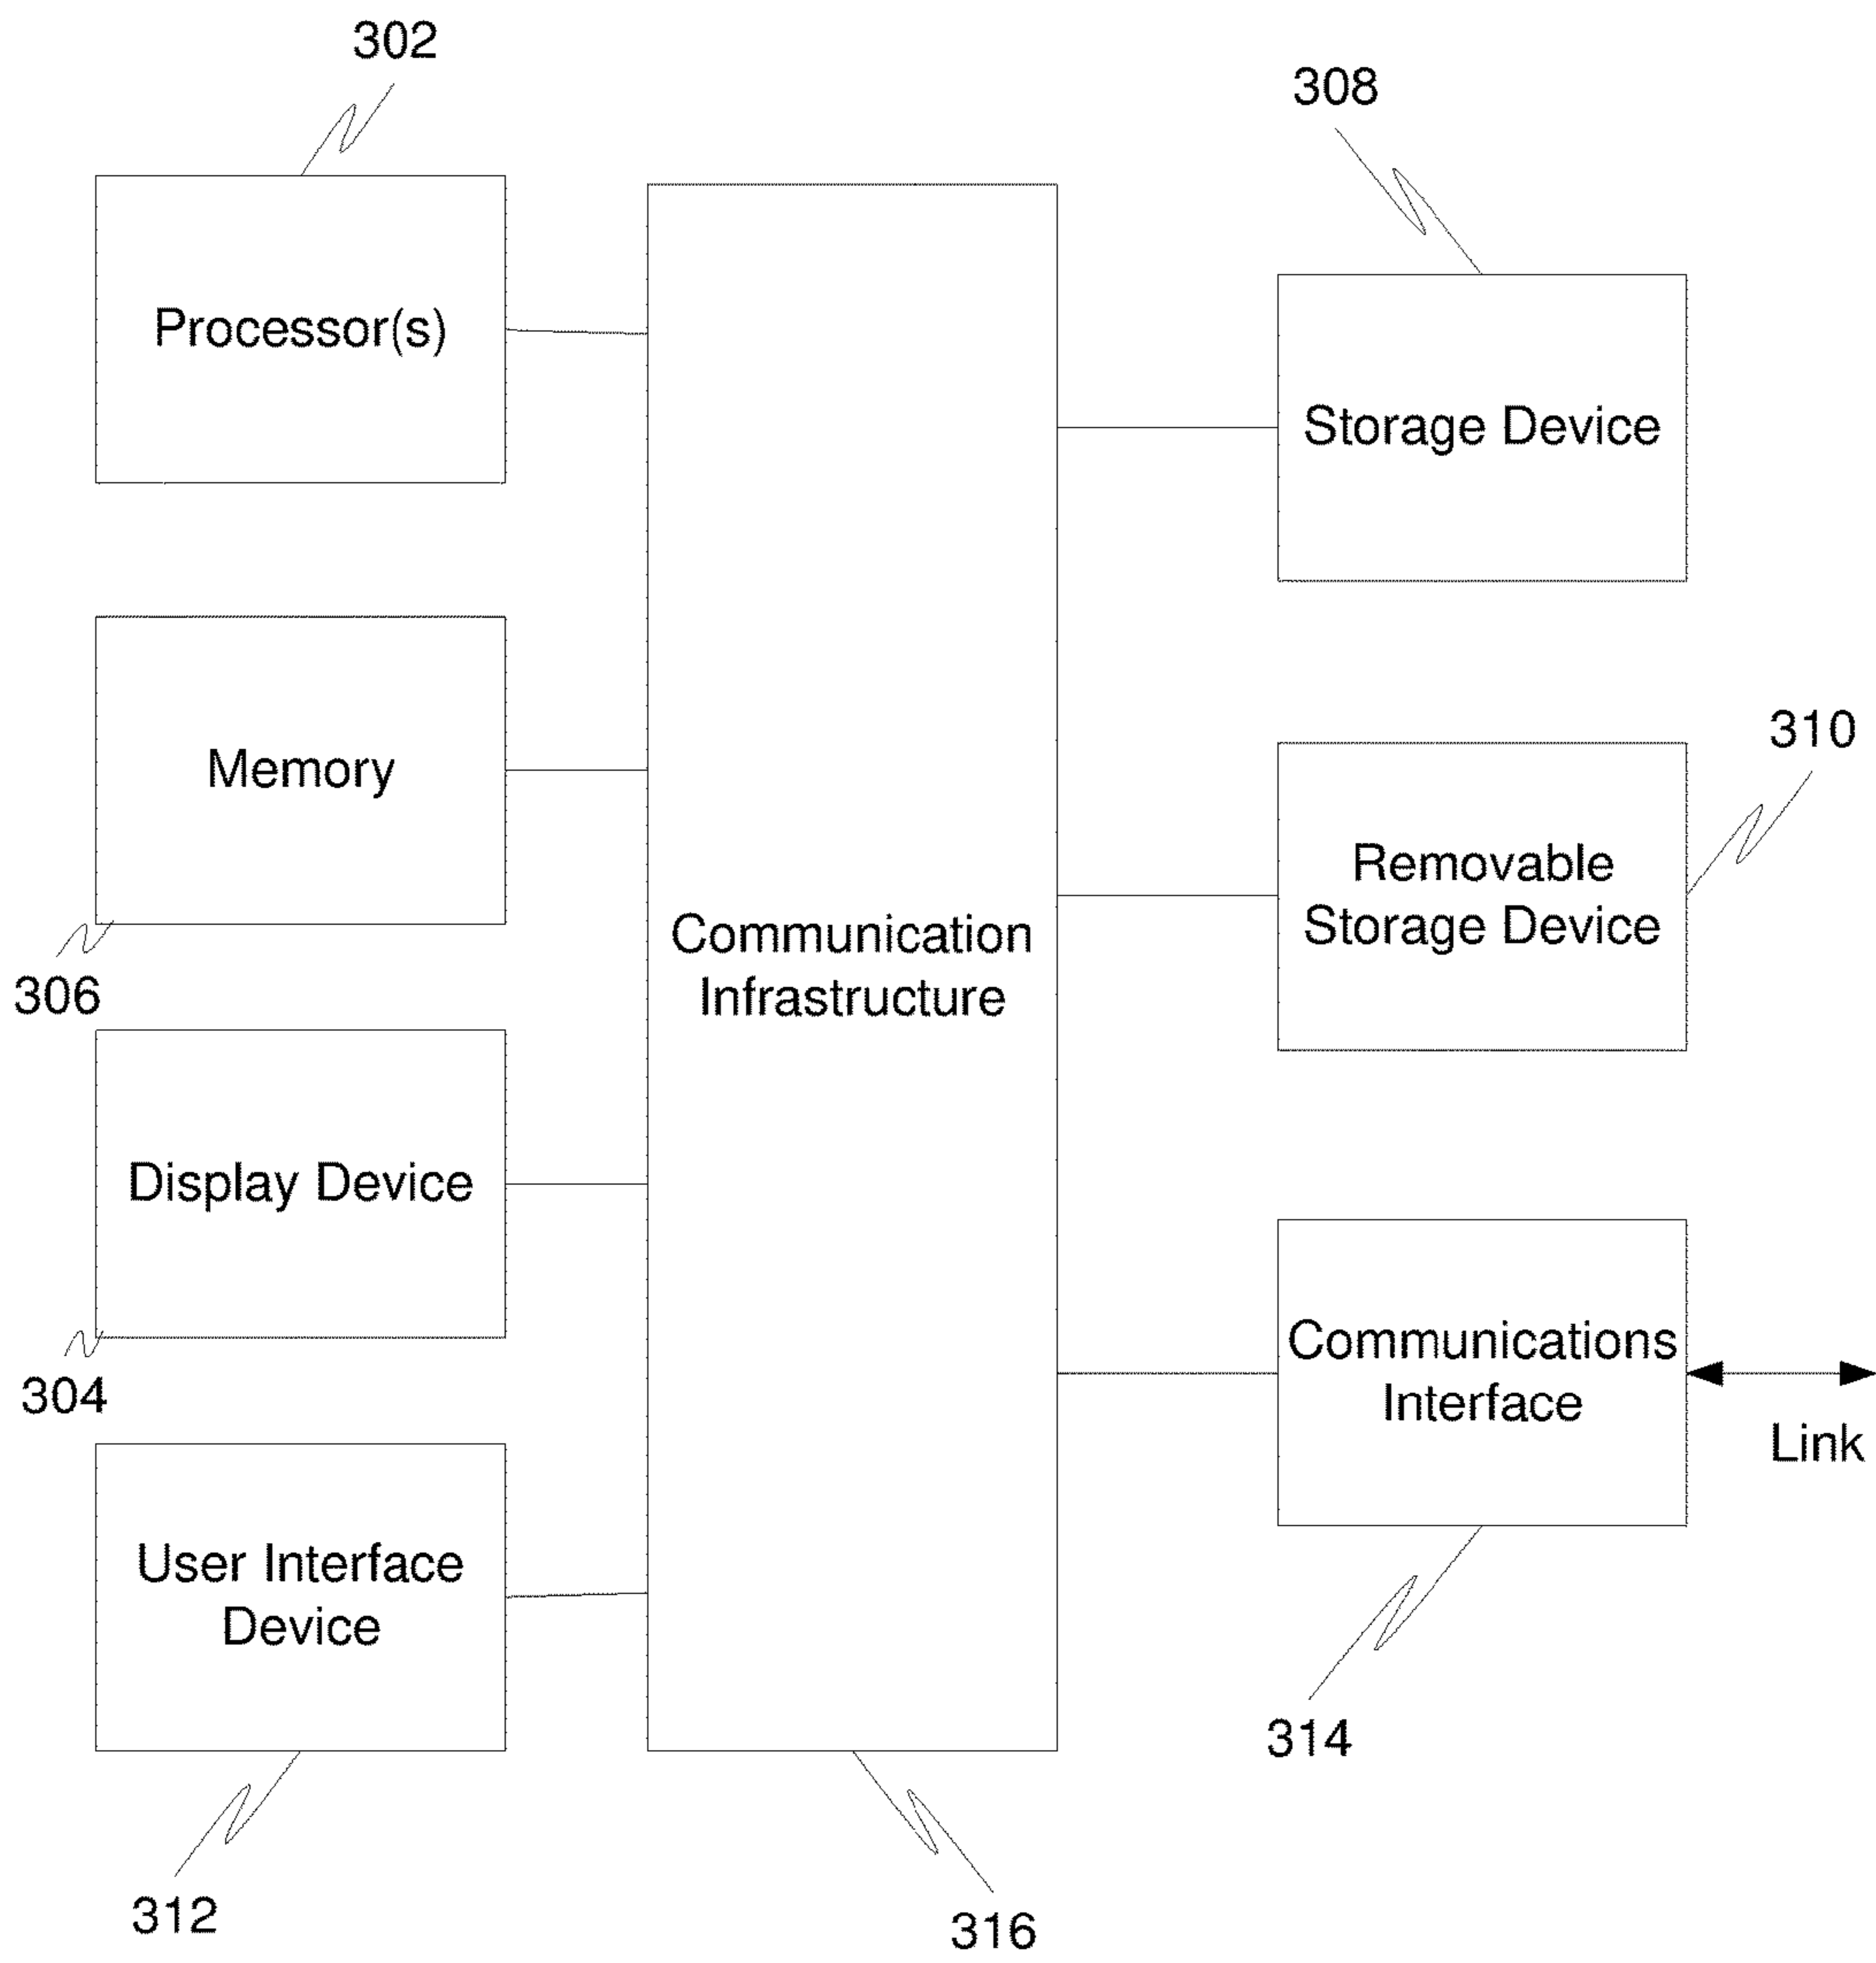 302
308
Processor(s)
Storage Device
310
Memory
Removable
Storage Device
306
Communication
Infrastructure
Display Device
304
Communications
Interface
Link
User Interface
Device
314
312
316